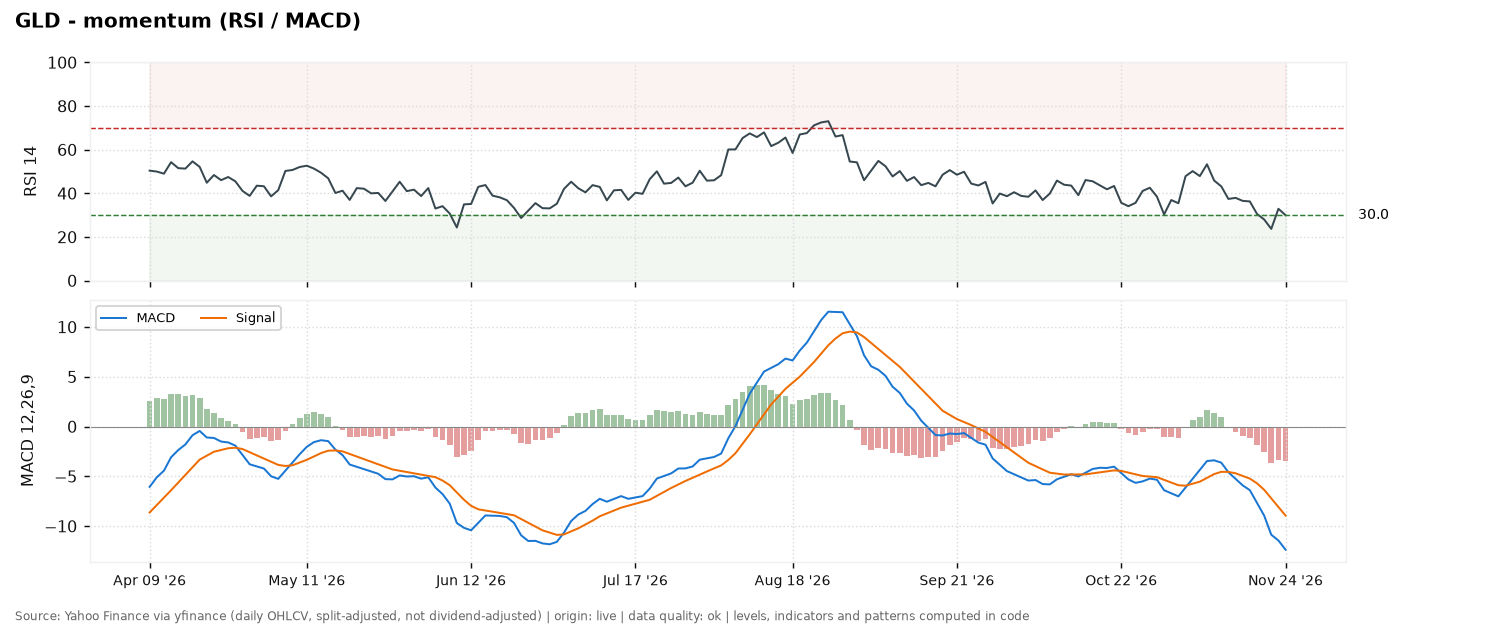 GLD - momentum (RSI / MACD)
100
80
60
40
20
0
RSI 14
30.0
MACD Signal
10
5
0
−5
−10
MACD 12,26,9
Apr 09 '26 May 11 '26 Jun 12 '26 Jul 17 '26 Aug 18 '26 Sep 21 '26 Oct 22 '26 Nov 24 '26
Source: Yahoo Finance via yfinance (daily OHLCV, split-adjusted, not dividend-adjusted) | origin: live | data quality: ok | levels, indicators and patterns computed in code